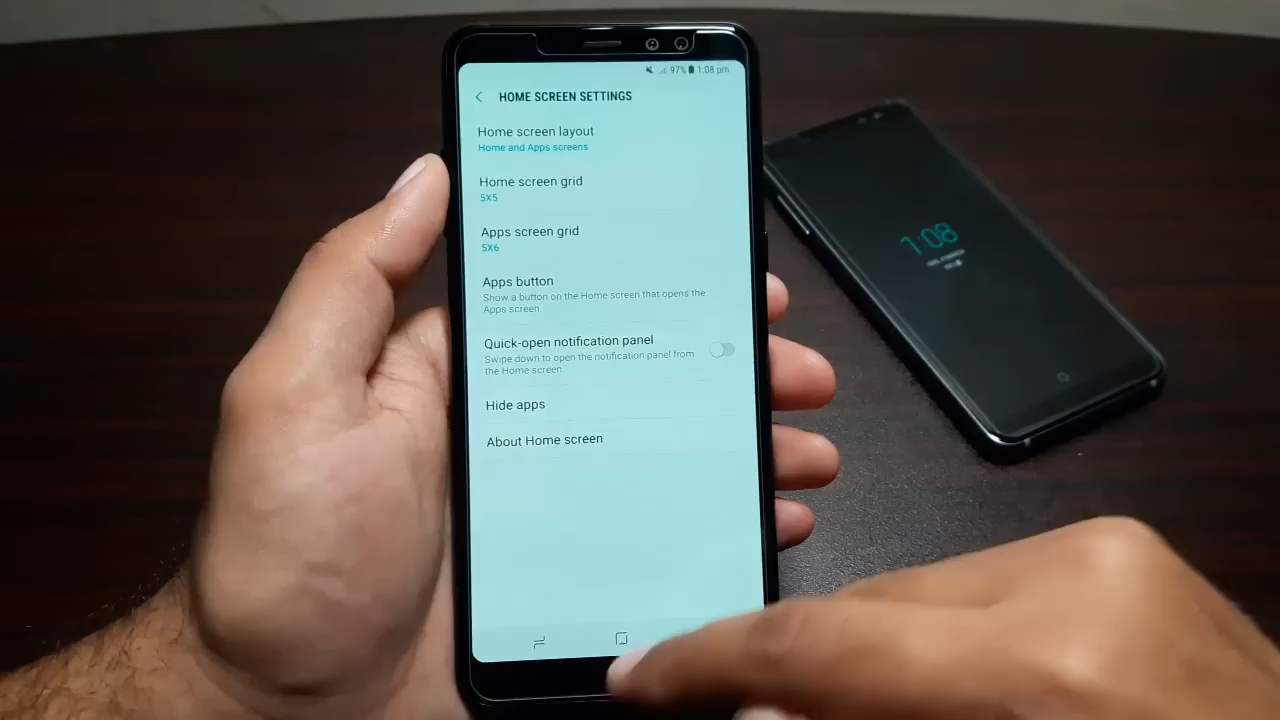 97% 1:08 pm
HOME SCREEN SETTINGS
Home screen layout
Home and Apps screens
Home screen grid
5X5
Apps screen grid
5X6
Apps button
Show a button on the Home screen that opens the
Apps screen.
Quick-open notification panel
Swipe down to open the notification panel from
the Home screen.
Hide apps
About Home screen
1:08